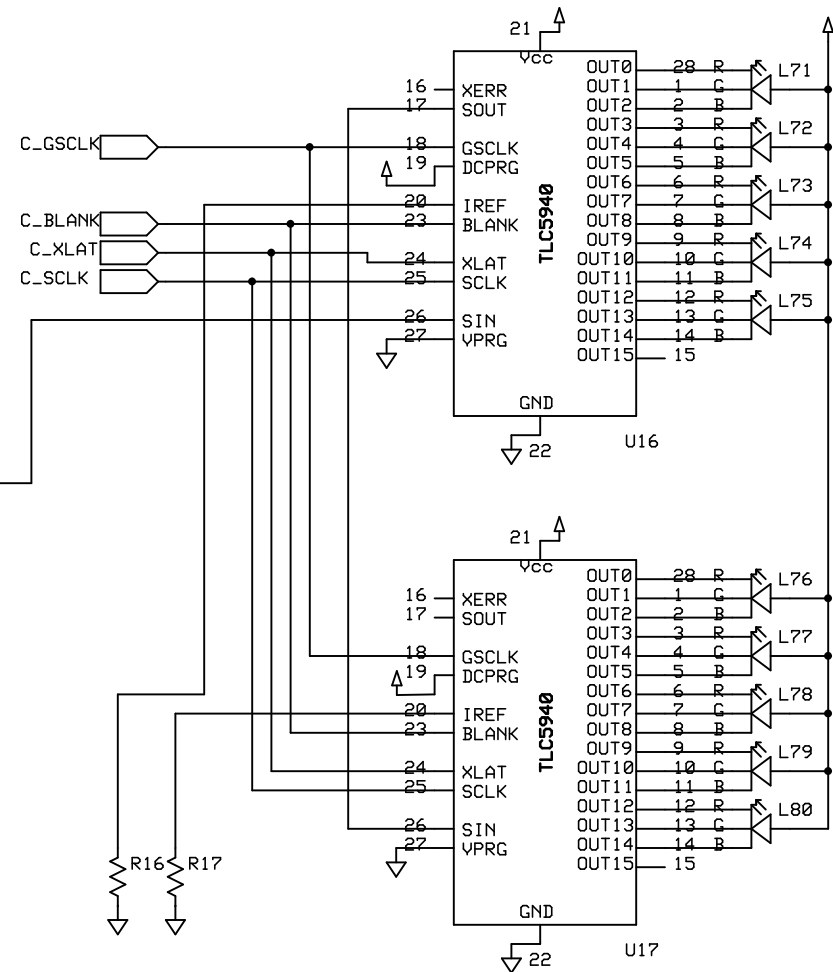 21
Vcc
16 XERR OUT0 28 R L71
17 SOUT OUT1 1 G
OUT2 2 B
C_GSCLK 18 GSCLK OUT3 3 R L72
19 DCPRG OUT4 4 G
OUT5 5 B
20 IREF OUT6 6 R L73
C_BLANK 23 BLANK OUT7 7 G
OUT8 8 B
C_XLAT 24 XLAT OUT9 9 R L74
C_SCLK 25 SCLK OUT10 10 G
OUT11 11 B
26 SIN OUT12 12 R L75
27 VPRG OUT13 13 G
OUT14 14 B
OUT15 15
TLC5940
GND
22
U16
21
Vcc
16 XERR OUT0 28 R L76
17 SOUT OUT1 1 G
OUT2 2 B
18 GSCLK OUT3 3 R L77
19 DCPRG OUT4 4 G
OUT5 5 B
20 IREF OUT6 6 R L78
23 BLANK OUT7 7 G
OUT8 8 B
24 XLAT OUT9 9 R L79
25 SCLK OUT10 10 G
OUT11 11 B
26 SIN OUT12 12 R L80
27 VPRG OUT13 13 G
OUT14 14 B
OUT15 15
TLC5940
R16 R17
GND
22
U17